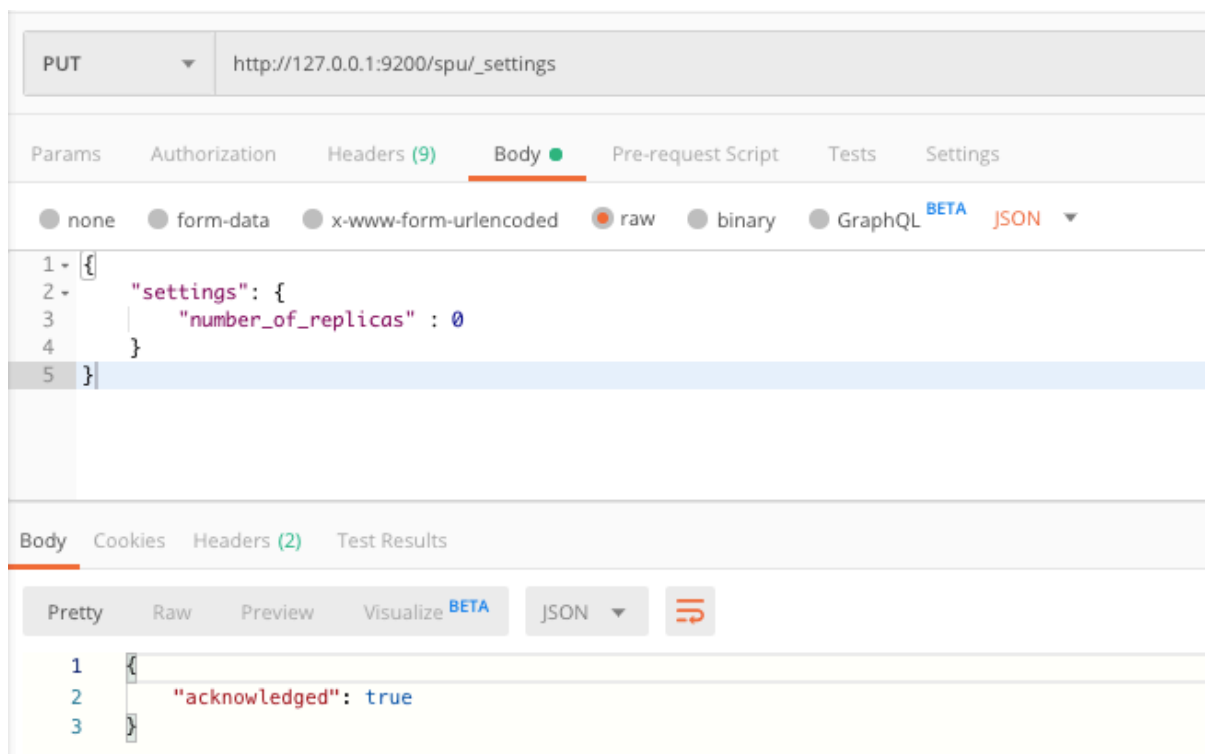 PUT http://127.0.0.1:9200/spu/_settings
Params Authorization Headers (9) Body Pre-request Script Tests Settings
none form-data x-www-form-urlencoded raw binary GraphQL BETA JSON
1 {
2 "settings": {
3 "number_of_replicas" : 0
4 }
5 }
Body Cookies Headers (2) Test Results
Pretty Raw Preview Visualize BETA JSON
1 {
2 "acknowledged": true
3 }